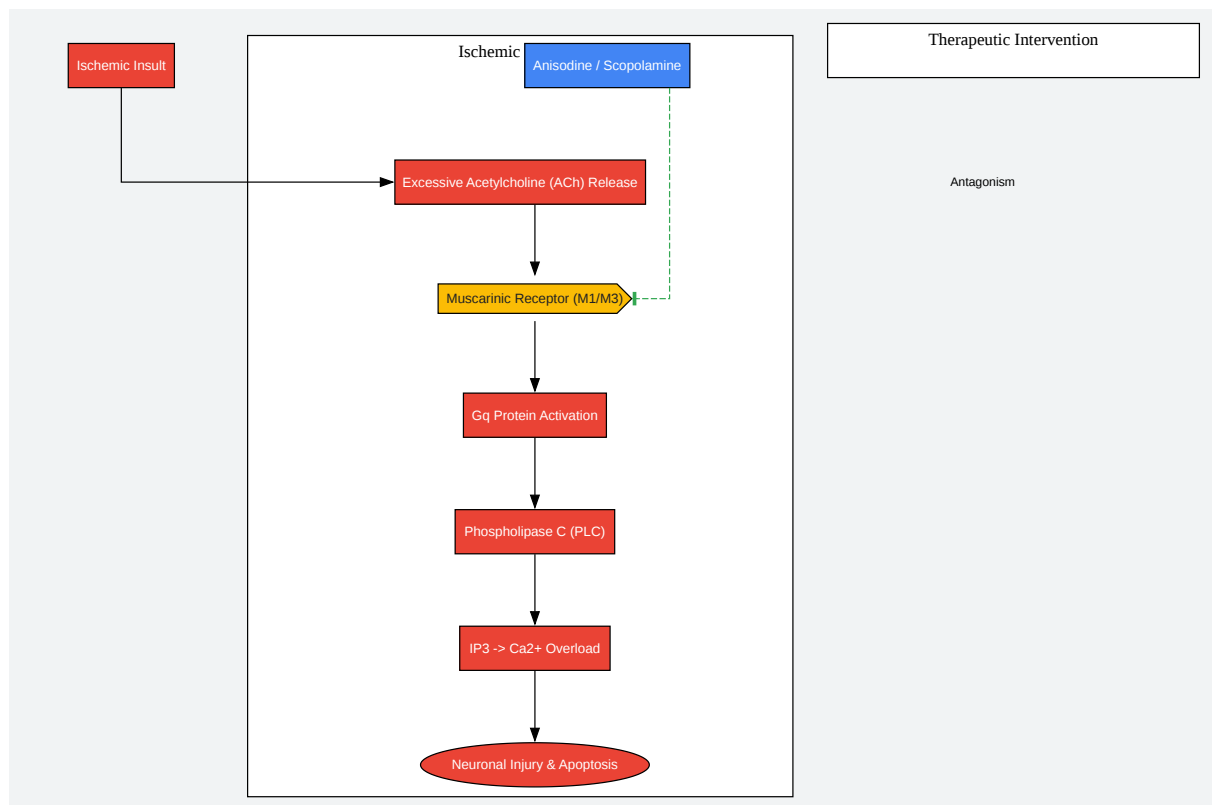 Ischemic Insult
Ischemic
Anisodine / Scopolamine
Therapeutic Intervention
Excessive Acetylcholine (ACh) Release
Antagonism
Muscarinic Receptor (M1/M3)
Gq Protein Activation
Phospholipase C (PLC)
IP3 -> Ca2+ Overload
Neuronal Injury & Apoptosis